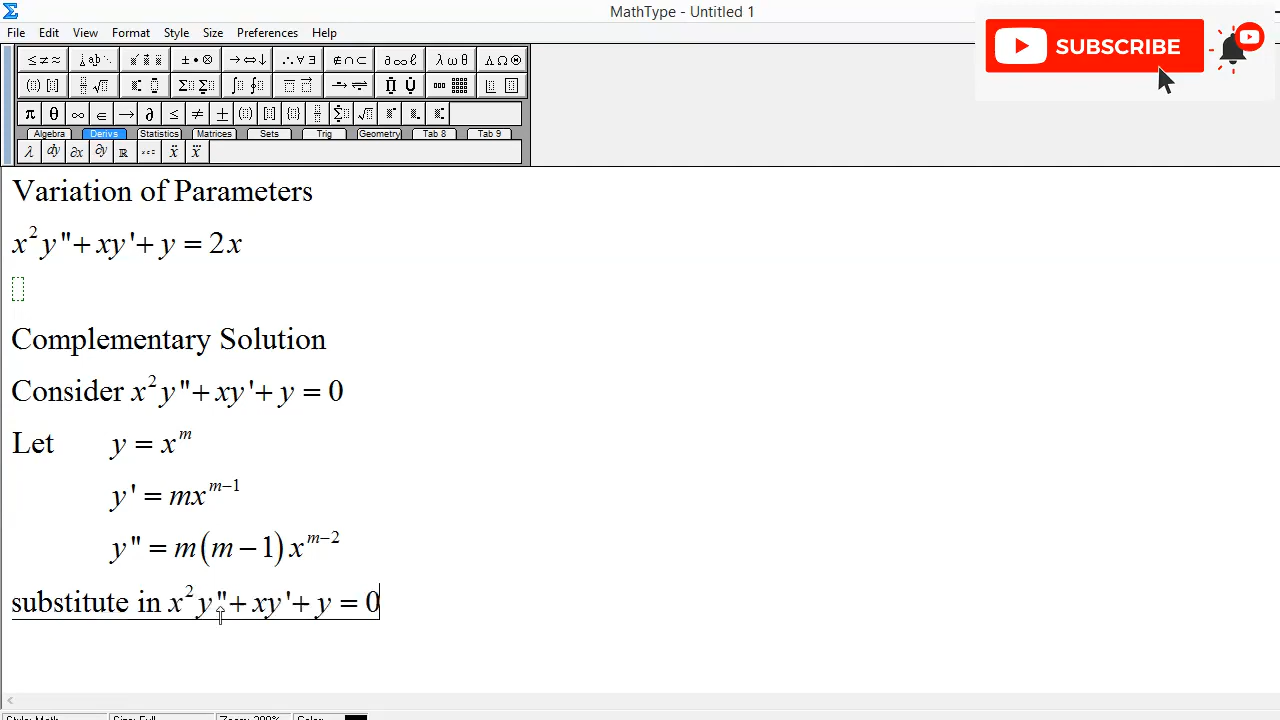 MathType - Untitled 1
File Edit View Format Style Size Preferences Help
SUBSCRIBE
Algebra Derivs Statistics Matrices Sets Trig Geometry Tab 8 Tab 9
Variation of Parameters
x²y''+ xy'+ y = 2x
Complementary Solution
Consider x²y''+ xy'+ y = 0
Let y = x^m
y' = mx^(m−1)
y'' = m(m−1)x^(m−2)
substitute in x²y''+ xy'+ y = 0